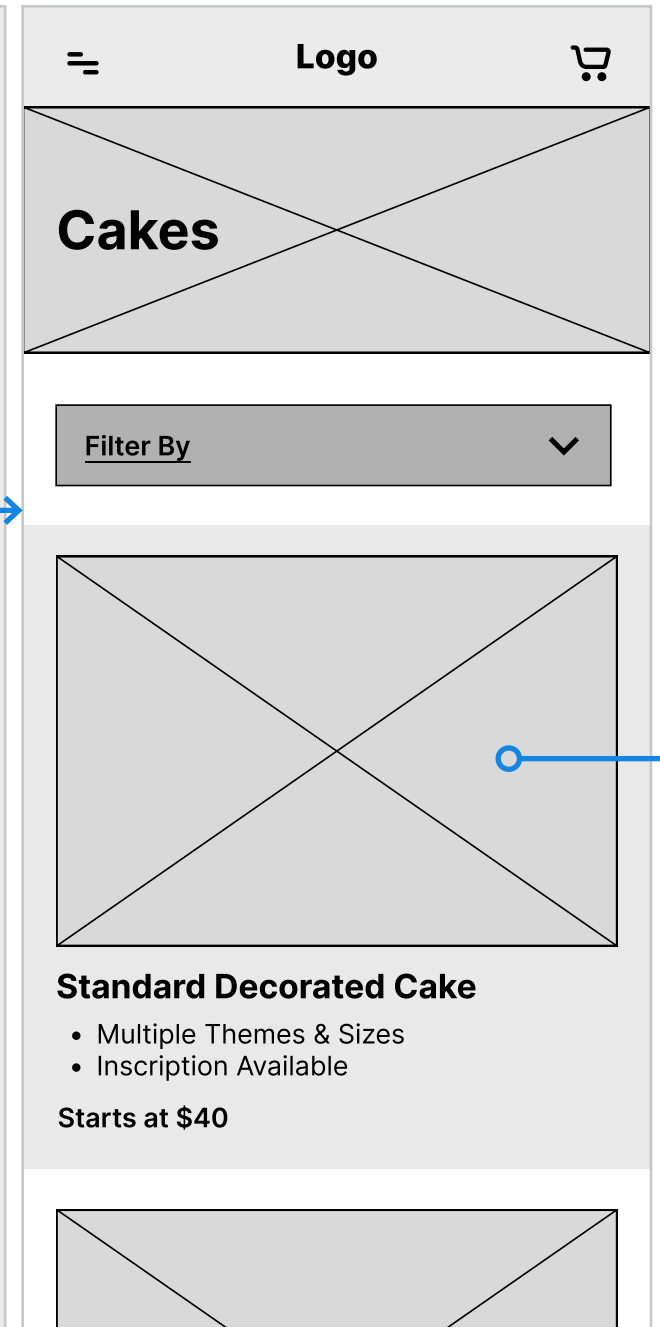 Logo
Cakes
Filter By
Standard Decorated Cake
• Multiple Themes & Sizes
• Inscription Available
Starts at $40